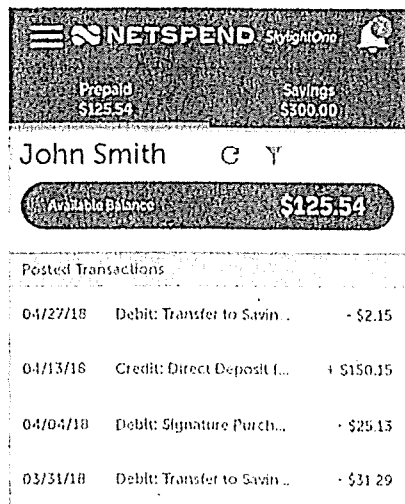 NETSPEND SkylightOne
Prepaid Savings
$125.54 $300.00
John Smith
Available Balance $125.54
Posted Transactions
04/27/18 Debit: Transfer to Savin... - $2.15
04/13/18 Credit: Direct Deposit f... + $150.15
04/04/18 Debit: Signature Purch... - $25.13
03/31/18 Debit: Transfer to Savin... - $31.29